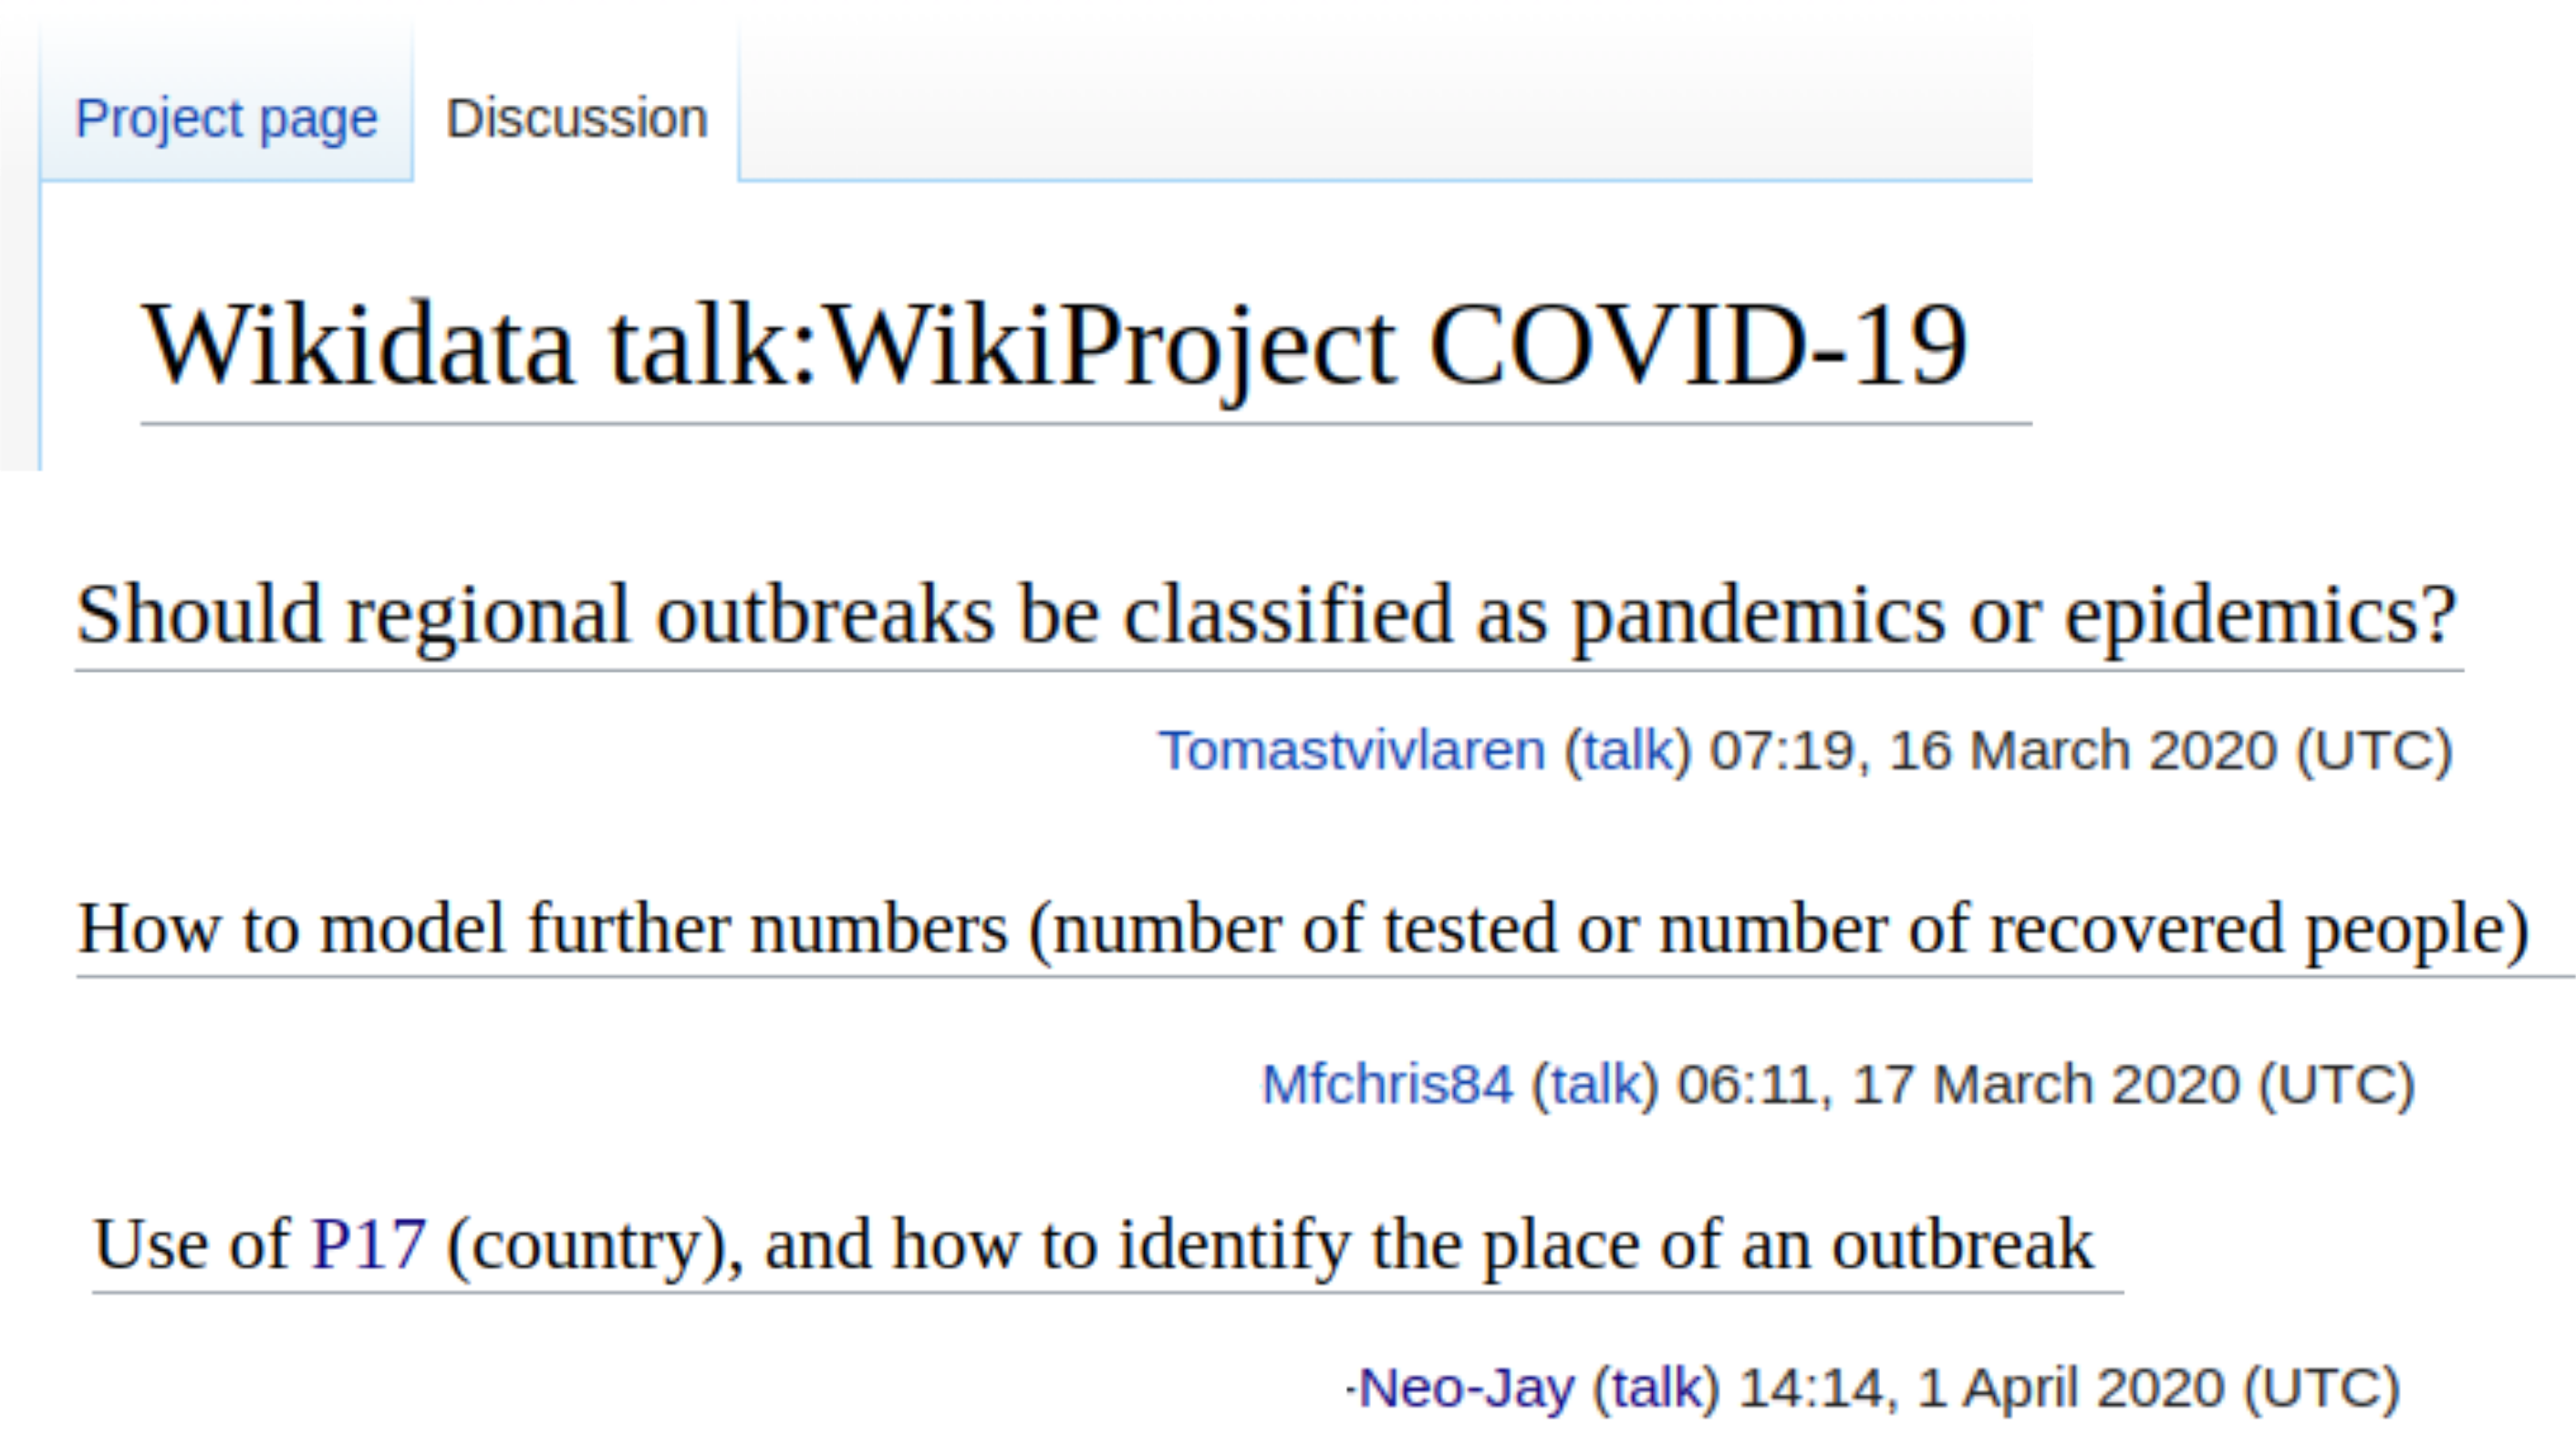 Project page Discussion
Wikidata talk:WikiProject COVID-19
Should regional outbreaks be classified as pandemics or epidemics?
Tomastvivlaren (talk) 07:19, 16 March 2020 (UTC)
How to model further numbers (number of tested or number of recovered people)
Mfchris84 (talk) 06:11, 17 March 2020 (UTC)
Use of P17 (country), and how to identify the place of an outbreak
-Neo-Jay (talk) 14:14, 1 April 2020 (UTC)